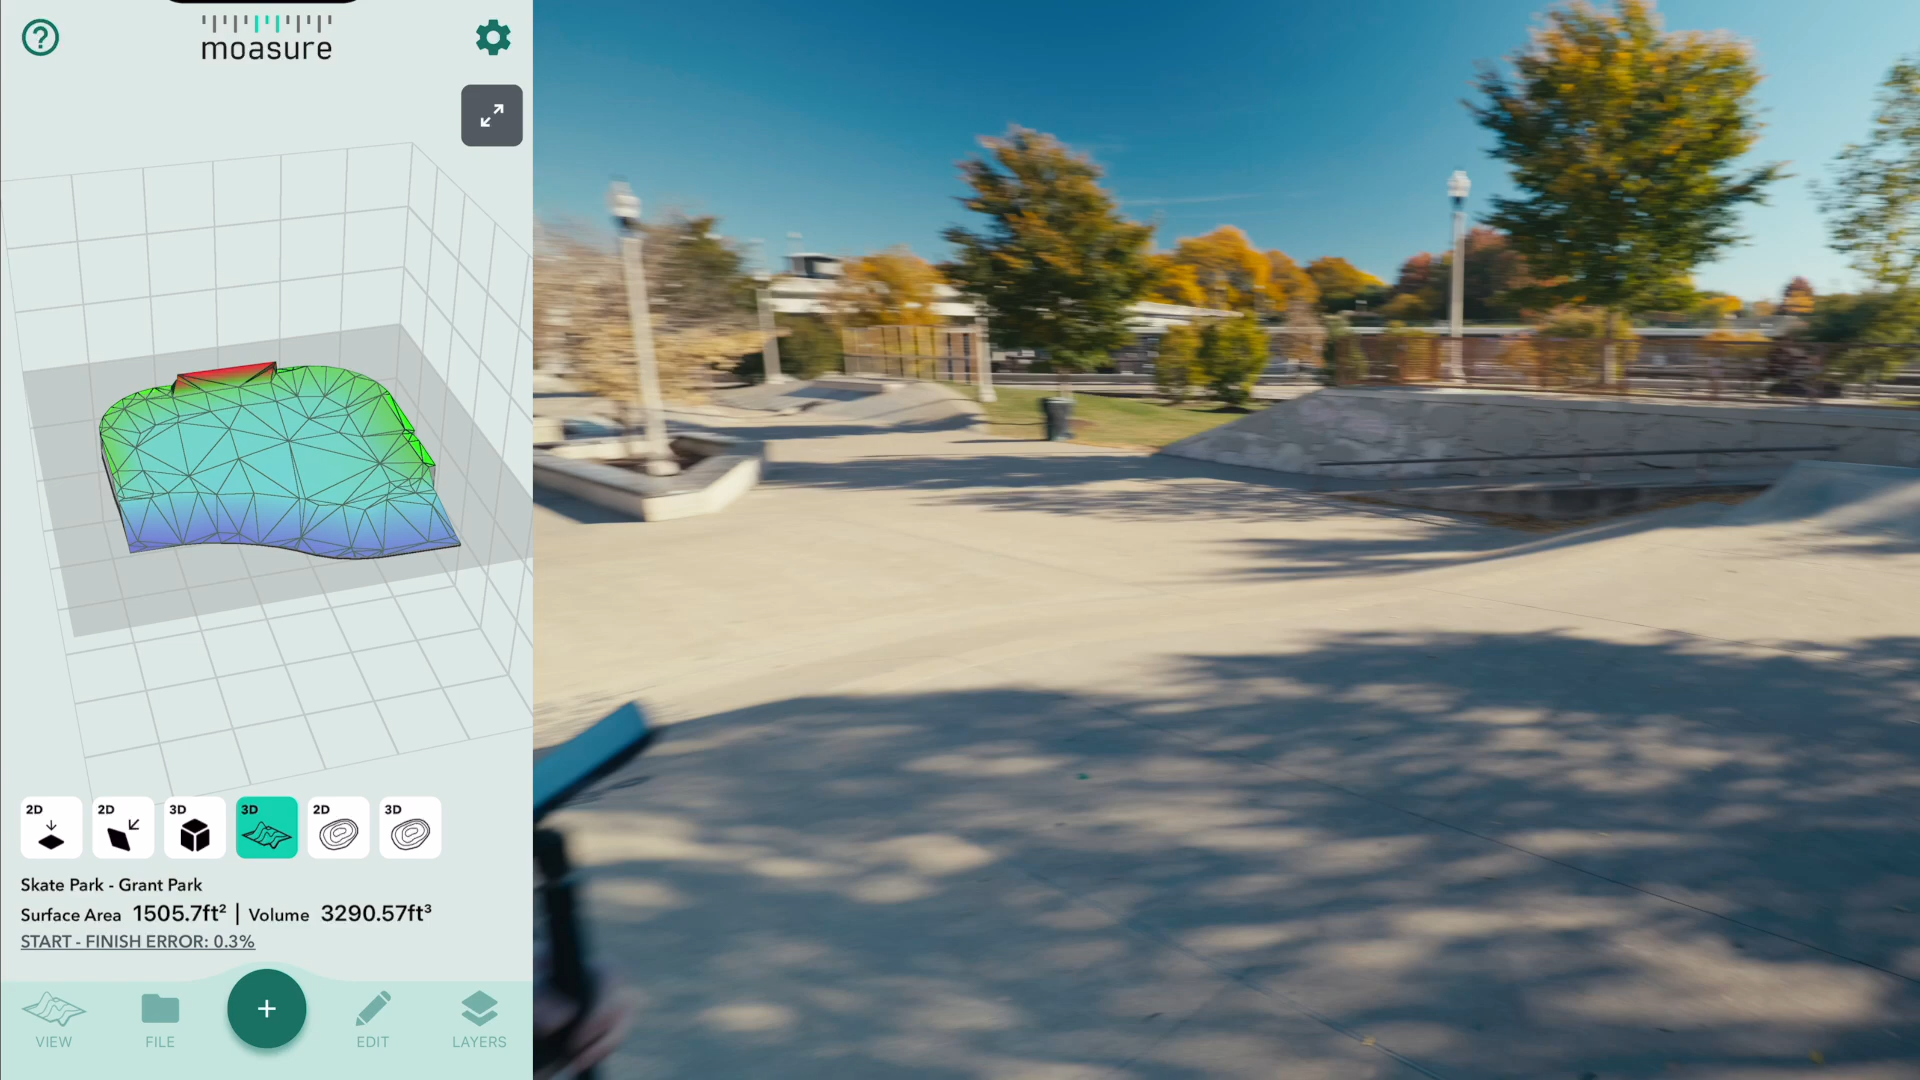 ?
moasure
2D
2D
3D
3D
2D
3D
Skate Park - Grant Park
Surface Area 1505.7ft² | Volume 3290.57ft³
START - FINISH ERROR: 0.3%
+
VIEW
FILE
EDIT
LAYERS